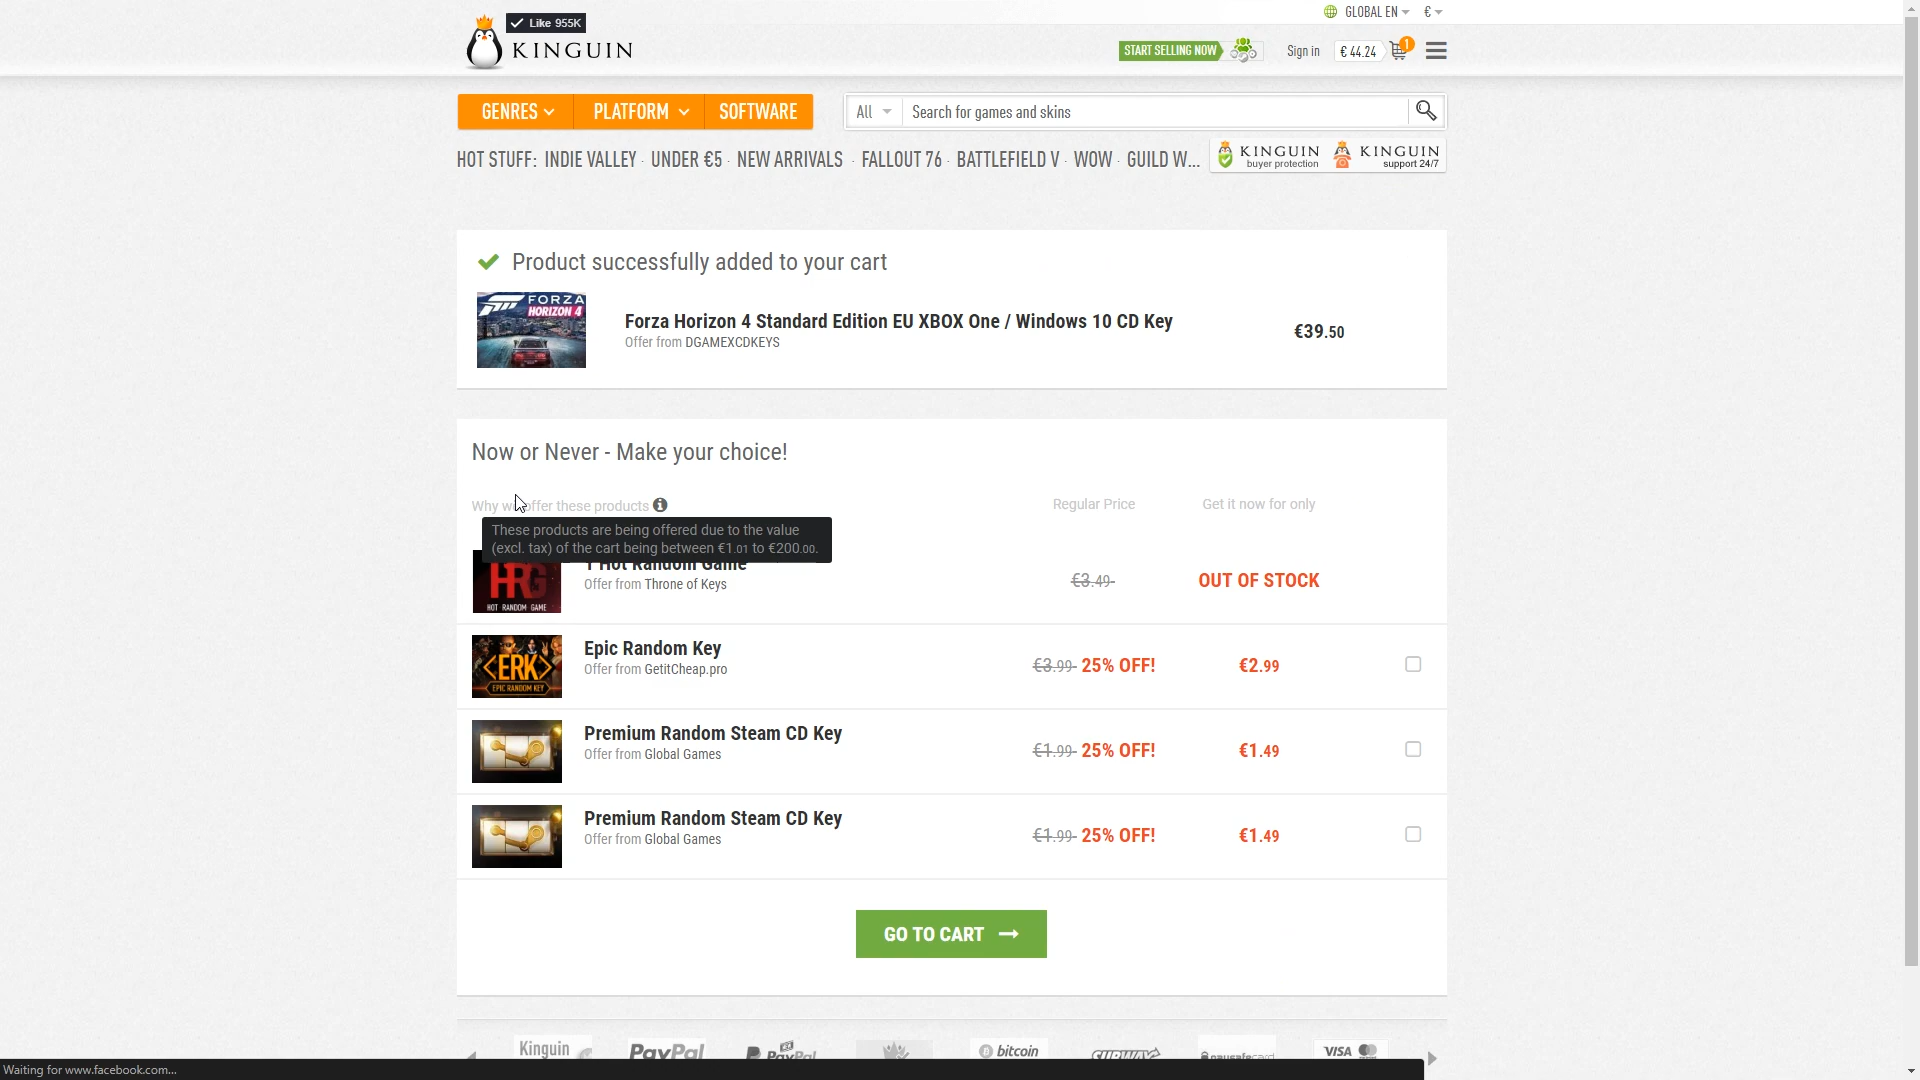 Like 955K
KINGUIN
GLOBAL EN
€
START SELLING NOW
Sign in
€ 44.24
1
GENRES
PLATFORM
SOFTWARE
All
Search for games and skins
HOT STUFF: INDIE VALLEY · UNDER €5 · NEW ARRIVALS · FALLOUT 76 · BATTLEFIELD V · WOW · GUILD W...
KINGUIN
buyer protection
KINGUIN
support 24/7
Product successfully added to your cart
FORZA
HORIZON 4
Forza Horizon 4 Standard Edition EU XBOX One / Windows 10 CD Key
Offer from DGAMEXCDKEYS
€39.50
Now or Never - Make your choice!
Why we offer these products
Regular Price
Get it now for only
These products are being offered due to the value
(excl. tax) of the cart being between €1.01 to €200.00.
HRG
HOT RANDOM GAME
1 Hot Random Game
Offer from Throne of Keys
€3.49
OUT OF STOCK
ERK
EPIC RANDOM KEY
Epic Random Key
Offer from GetitCheap.pro
€3.99 25% OFF!
€2.99
Premium Random Steam CD Key
Offer from Global Games
€1.99 25% OFF!
€1.49
Premium Random Steam CD Key
Offer from Global Games
€1.99 25% OFF!
€1.49
GO TO CART
Kinguin
PayPal
PayPal
bitcoin
SUBWAY
paysafecard
VISA
Waiting for www.facebook.com...